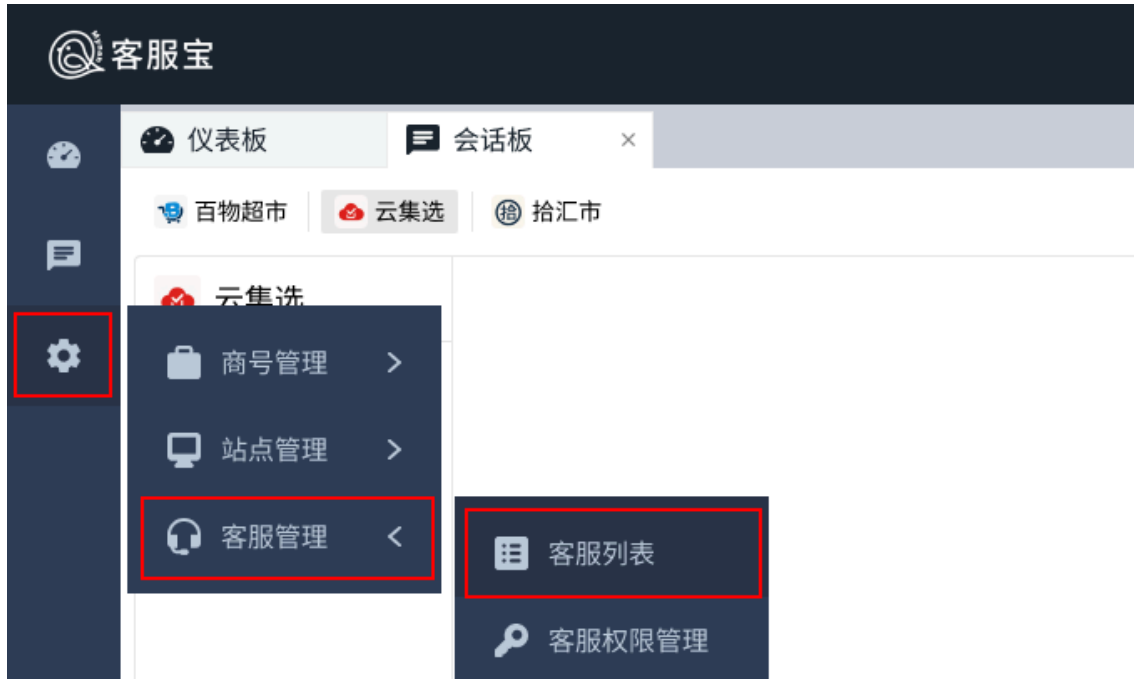 客服宝
仪表板 会话板 ×
百物超市 云集选 拾汇市
云集选
商号管理
站点管理
客服管理
客服列表
客服权限管理